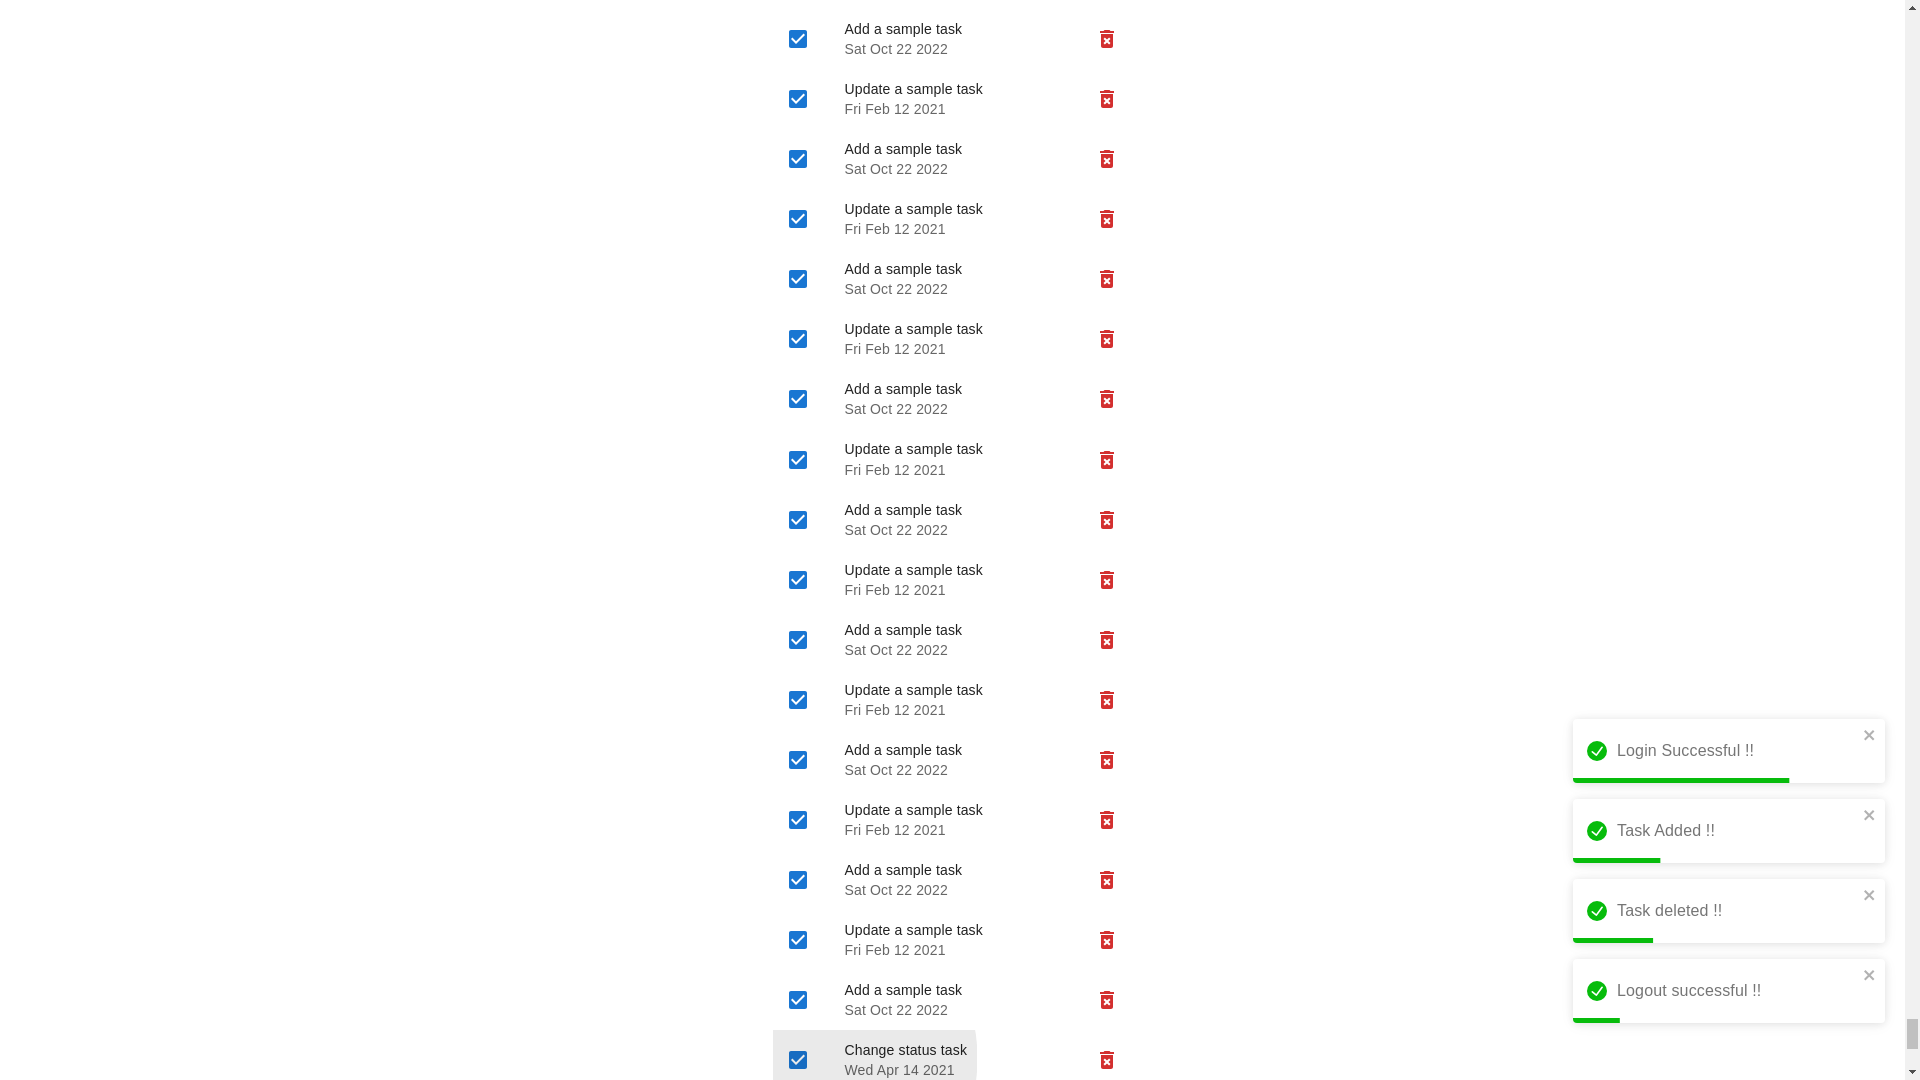 Add a sample task
Sat Oct 22 2022
Update a sample task
Fri Feb 12 2021
Add a sample task
Sat Oct 22 2022
Update a sample task
Fri Feb 12 2021
Add a sample task
Sat Oct 22 2022
Update a sample task
Fri Feb 12 2021
Add a sample task
Sat Oct 22 2022
Update a sample task
Fri Feb 12 2021
Add a sample task
Sat Oct 22 2022
Update a sample task
Fri Feb 12 2021
Add a sample task
Sat Oct 22 2022
Update a sample task
Fri Feb 12 2021
Add a sample task
Sat Oct 22 2022
Update a sample task
Fri Feb 12 2021
Add a sample task
Sat Oct 22 2022
Update a sample task
Fri Feb 12 2021
Add a sample task
Sat Oct 22 2022
Change status task
Wed Apr 14 2021
Login Successful !!
Task Added !!
Task deleted !!
Logout successful !!